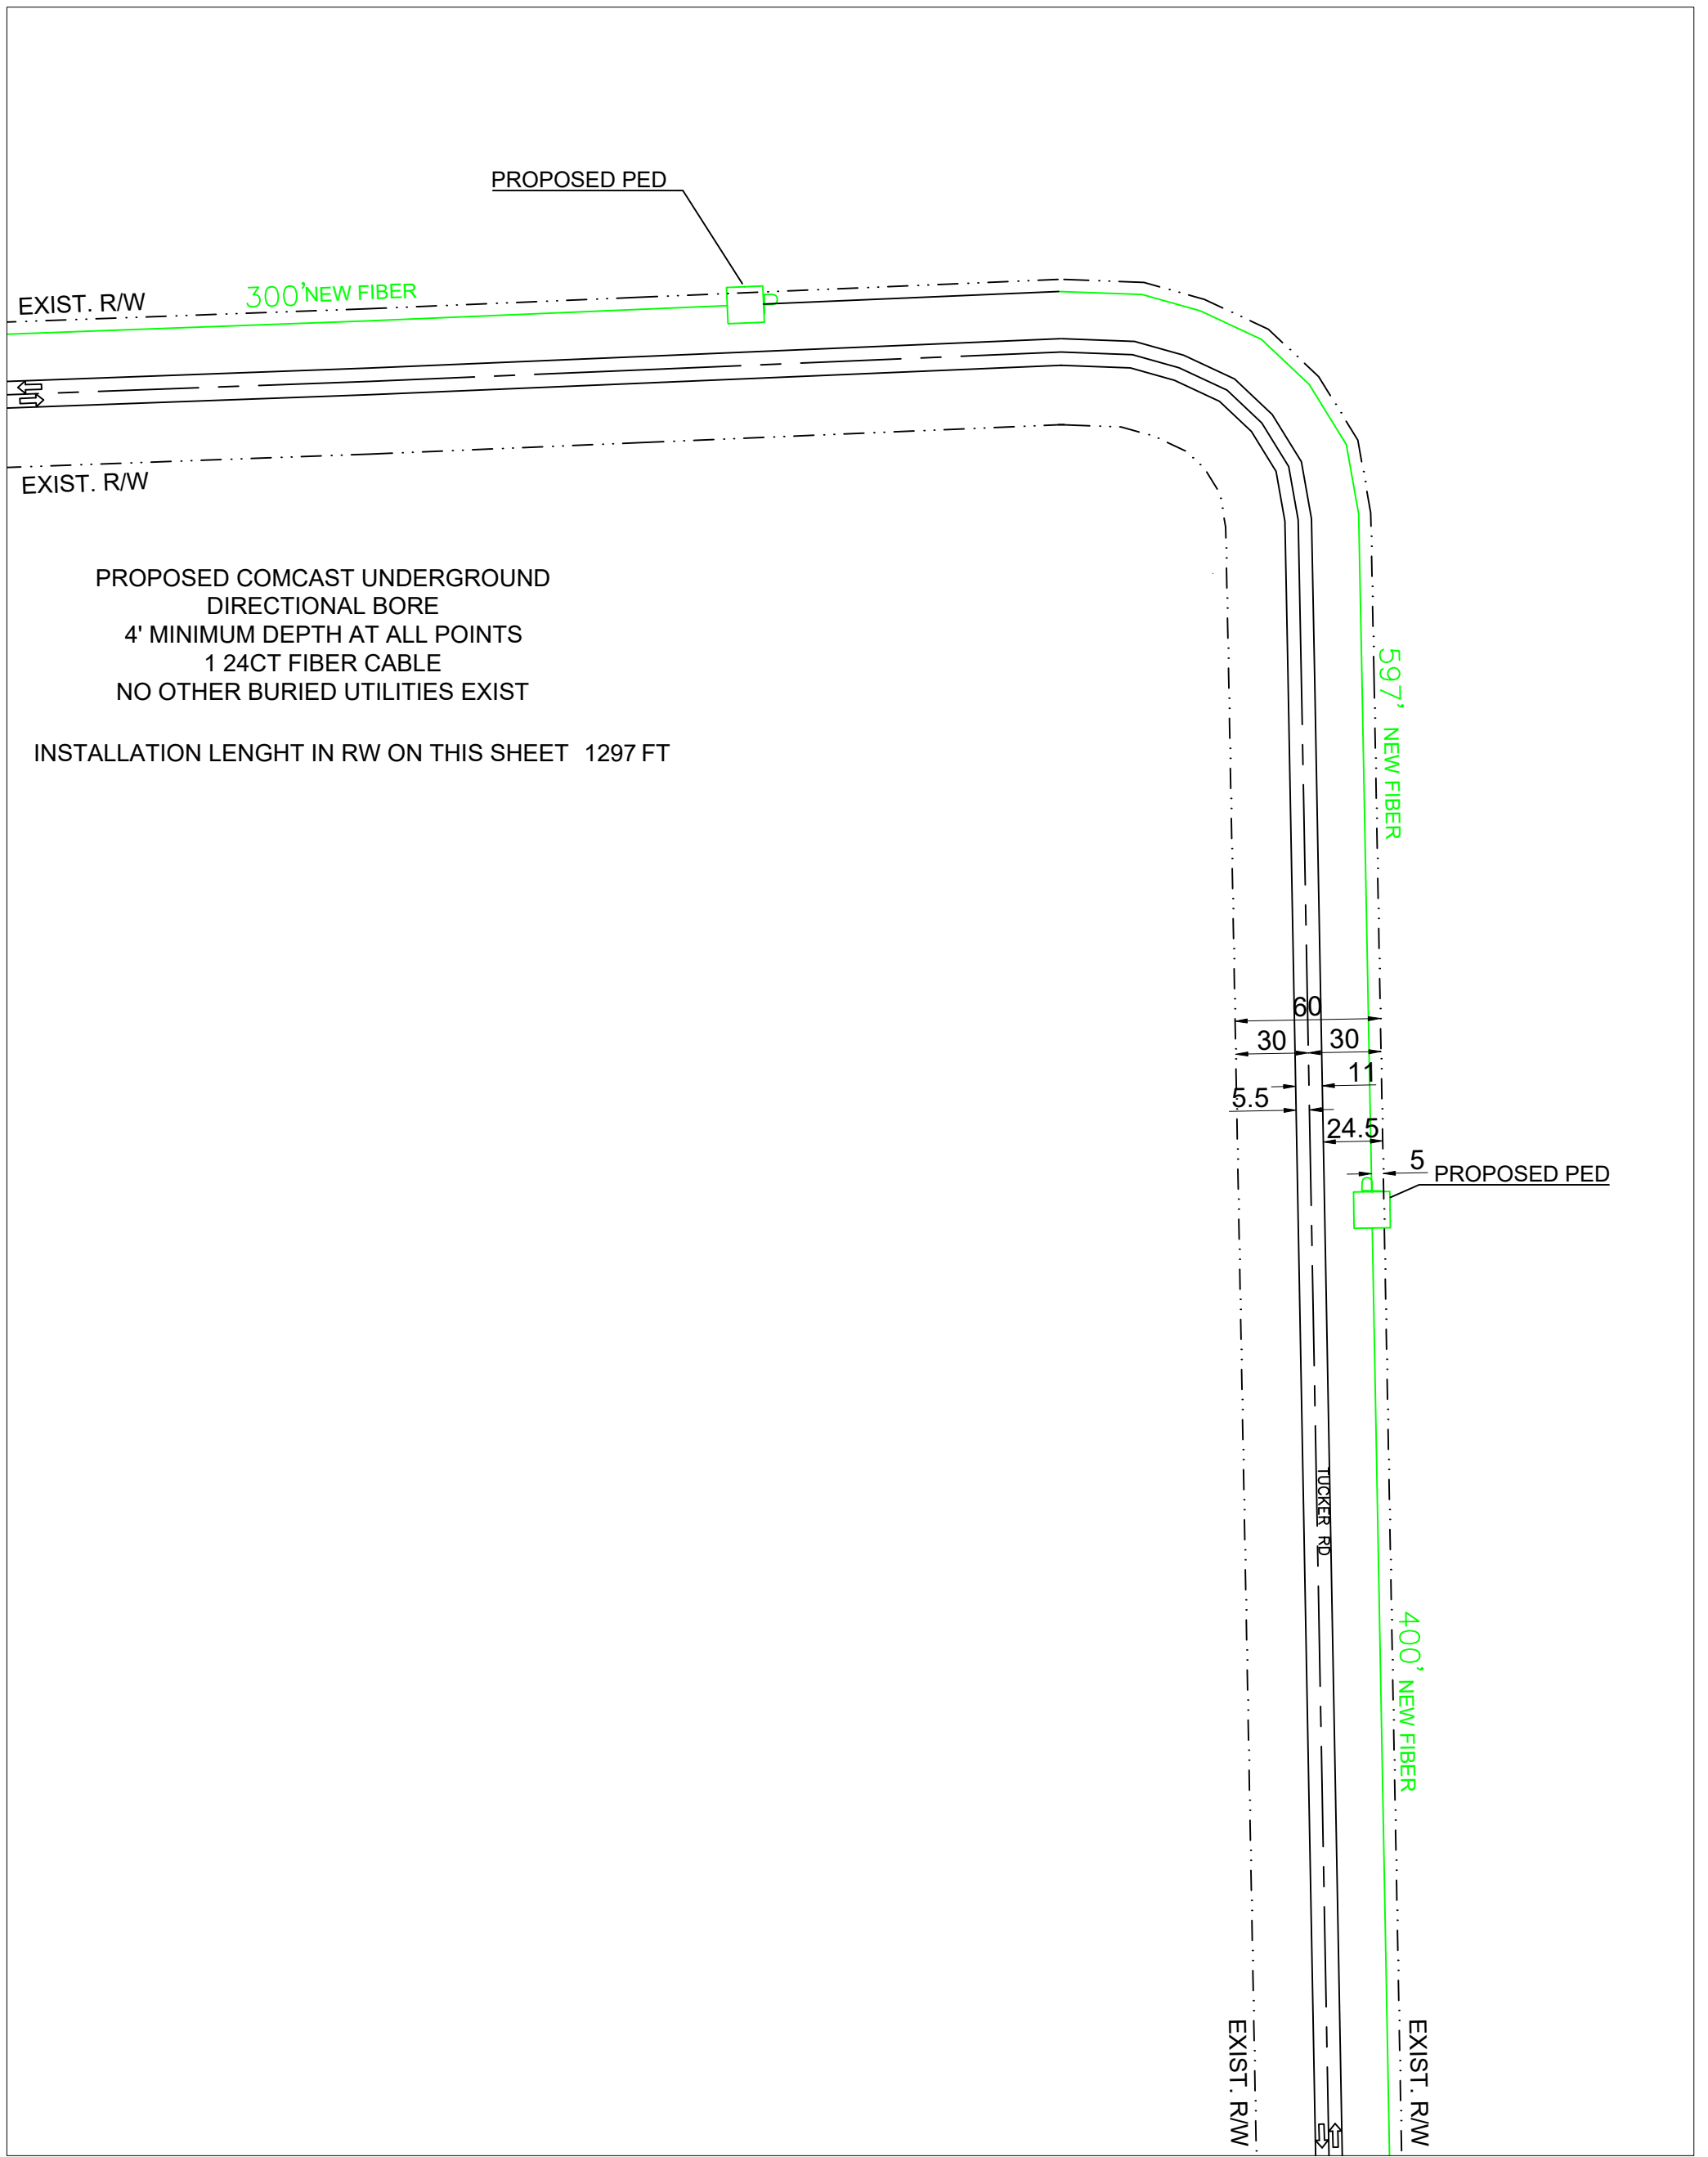 PROPOSED PED
EXIST. R/W
300' NEW FIBER
EXIST. R/W
PROPOSED COMCAST UNDERGROUND
DIRECTIONAL BORE
4' MINIMUM DEPTH AT ALL POINTS
1 24CT FIBER CABLE
NO OTHER BURIED UTILITIES EXIST
INSTALLATION LENGHT IN RW ON THIS SHEET 1297 FT
597' NEW FIBER
60
30
30
11
5.5
24.5
5
PROPOSED PED
TUCKER RD
400' NEW FIBER
EXIST. R/W
EXIST. R/W